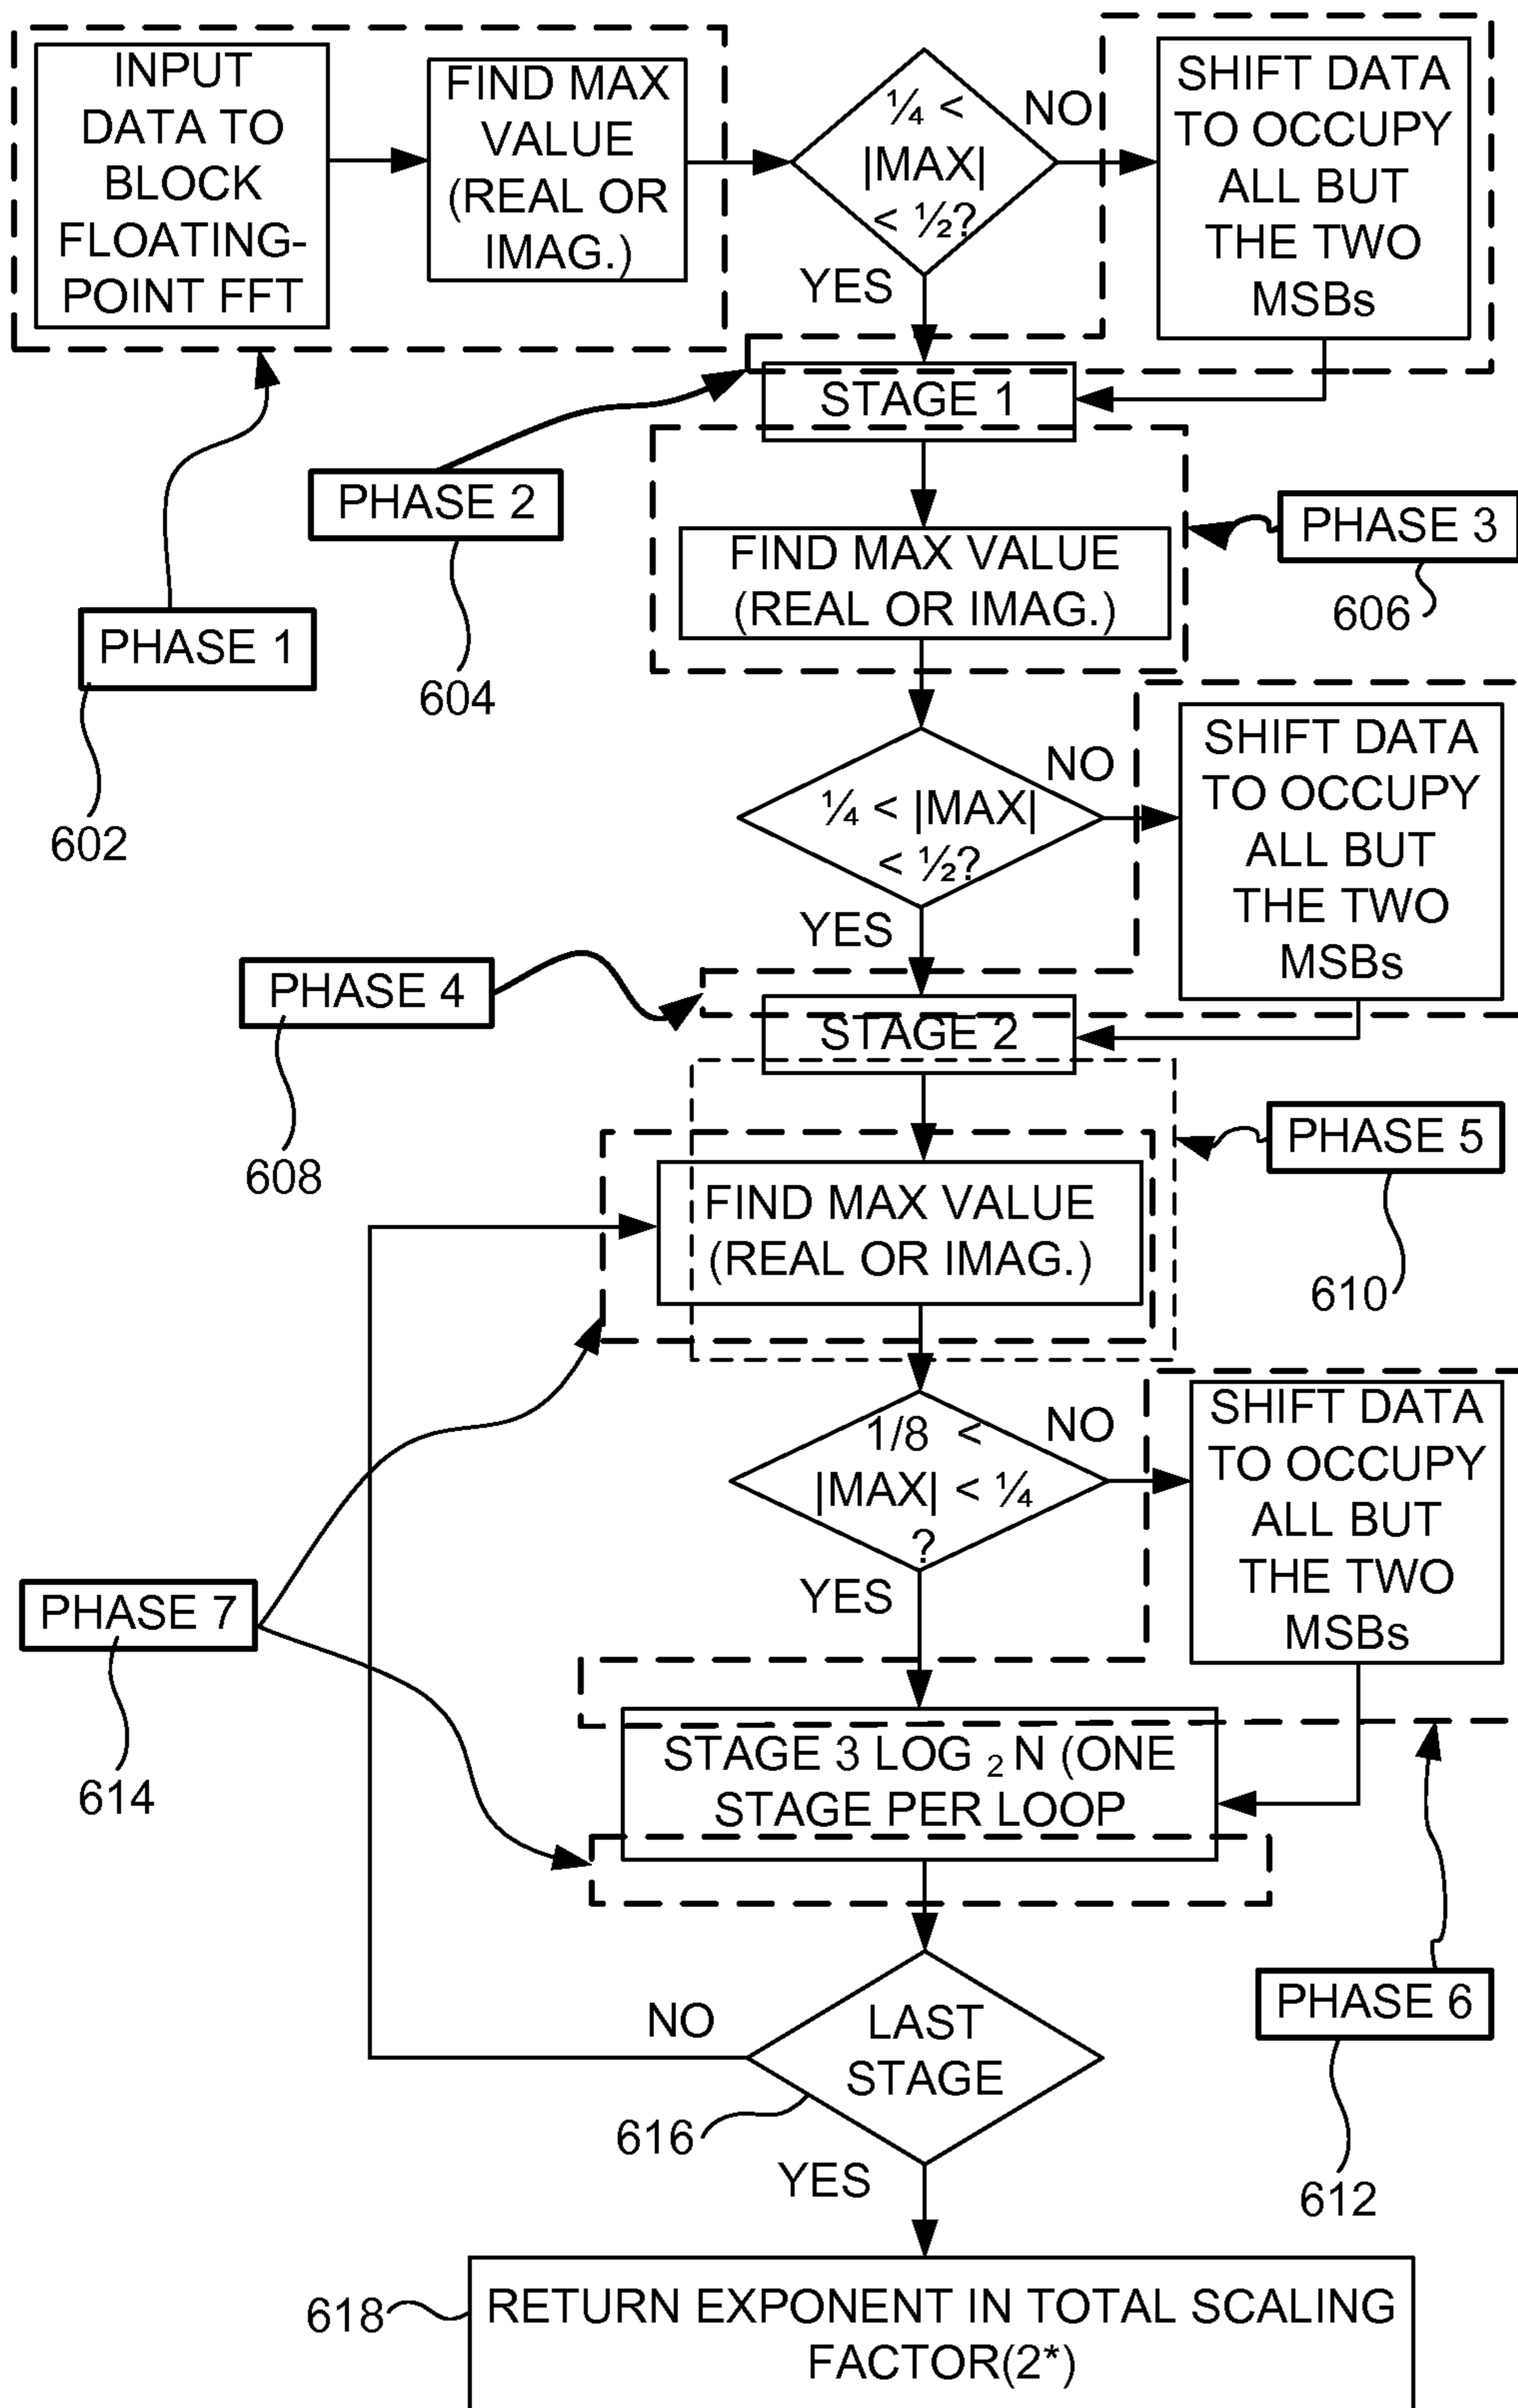 INPUT
DATA TO
BLOCK
FLOATING-
POINT FFT
FIND MAX
VALUE
(REAL OR
IMAG.)
¼ <
|MAX|
< ½?
NO
YES
SHIFT DATA
TO OCCUPY
ALL BUT
THE TWO
MSBs
STAGE 1
PHASE 2
604
PHASE 1
602
FIND MAX VALUE
(REAL OR IMAG.)
PHASE 3
606
¼ < |MAX|
< ½?
NO
YES
SHIFT DATA
TO OCCUPY
ALL BUT
THE TWO
MSBs
PHASE 4
608
STAGE 2
FIND MAX VALUE
(REAL OR IMAG.)
PHASE 5
610
1/8 <
|MAX| < ¼
?
NO
YES
SHIFT DATA
TO OCCUPY
ALL BUT
THE TWO
MSBs
PHASE 7
614
STAGE 3 LOG 2 N (ONE
STAGE PER LOOP
LAST
STAGE
NO
616
YES
PHASE 6
612
618
RETURN EXPONENT IN TOTAL SCALING
FACTOR(2*)